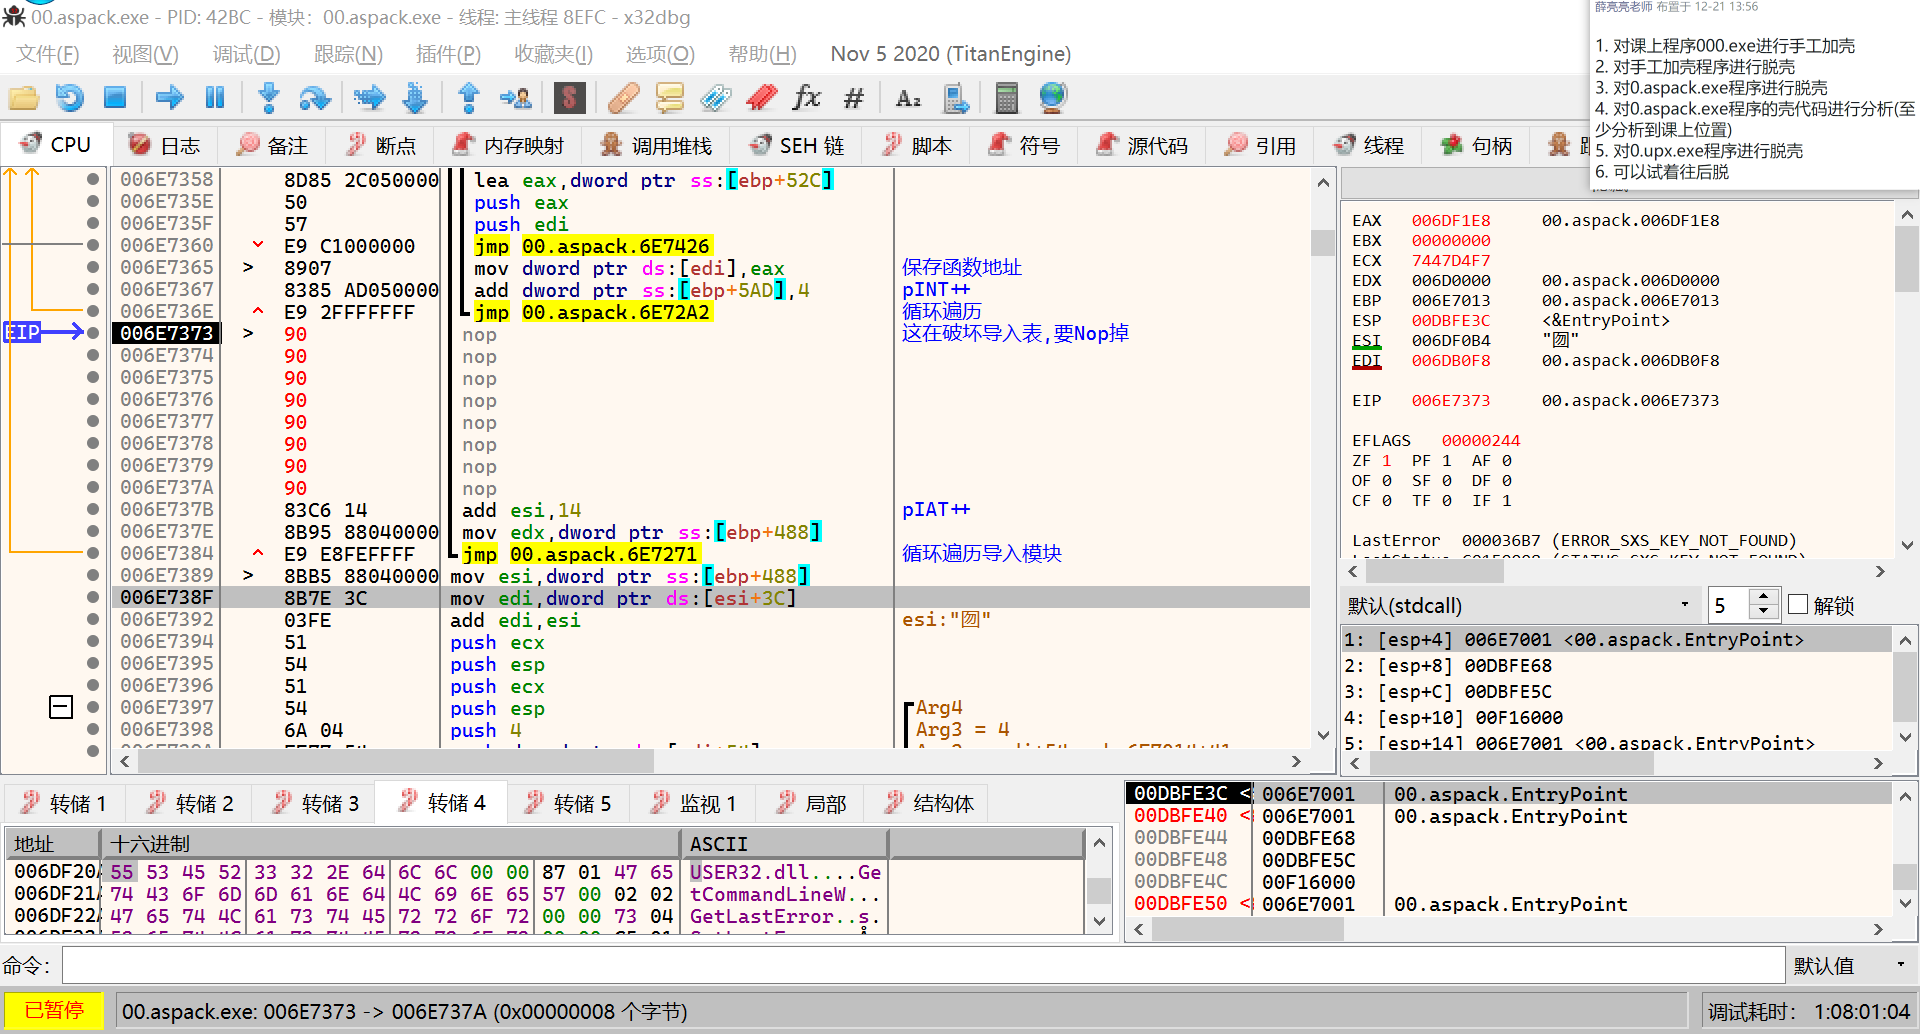 00.aspack.exe - PID: 42BC - 模块: 00.aspack.exe - 线程: 主线程 8EFC - x32dbg
薛亮亮老师 布置于 12-21 13:56
1. 对课上程序000.exe进行手工加壳
2. 对手工加壳程序进行脱壳
3. 对0.aspack.exe程序进行脱壳
4. 对0.aspack.exe程序的壳代码进行分析(至
少分析到课上位置)
5. 对0.upx.exe程序进行脱壳
6. 可以试着往后脱
文件(F) 视图(V) 调试(D) 跟踪(N) 插件(P) 收藏夹(I) 选项(O) 帮助(H) Nov 5 2020 (TitanEngine)
CPU 日志 备注 断点 内存映射 调用堆栈 SEH 链 脚本 符号 源代码 引用 线程 句柄
006E7358 8D85 2C050000 lea eax,dword ptr ss:[ebp+52C]
006E735E 50 push eax
006E735F 57 push edi
006E7360 E9 C1000000 jmp 00.aspack.6E7426
006E7365 > 8907 mov dword ptr ds:[edi],eax 保存函数地址
006E7367 8385 AD050000 add dword ptr ss:[ebp+5AD],4 pINT++
006E736E E9 2FFFFFFF jmp 00.aspack.6E72A2 循环遍历
EIP 006E7373 > 90 nop 这在破坏导入表,要Nop掉
006E7374 90 nop
006E7375 90 nop
006E7376 90 nop
006E7377 90 nop
006E7378 90 nop
006E7379 90 nop
006E737A 90 nop
006E737B 83C6 14 add esi,14 pIAT++
006E737E 8B95 88040000 mov edx,dword ptr ss:[ebp+488]
006E7384 E9 E8FEFFFF jmp 00.aspack.6E7271 循环遍历导入模块
006E7389 > 8BB5 88040000 mov esi,dword ptr ss:[ebp+488]
006E738F 8B7E 3C mov edi,dword ptr ds:[esi+3C]
006E7392 03FE add edi,esi esi:"囫"
006E7394 51 push ecx
006E7395 54 push esp
006E7396 51 push ecx
006E7397 54 push esp Arg4
006E7398 6A 04 push 4 Arg3 = 4
EAX 006DF1E8 00.aspack.006DF1E8
EBX 00000000
ECX 7447D4F7
EDX 006D0000 00.aspack.006D0000
EBP 006E7013 00.aspack.006E7013
ESP 00DBFE3C <&EntryPoint>
ESI 006DF0B4 "囫"
EDI 006DB0F8 00.aspack.006DB0F8
EIP 006E7373 00.aspack.006E7373
EFLAGS 00000244
ZF 1 PF 1 AF 0
OF 0 SF 0 DF 0
CF 0 TF 0 IF 1
LastError 000036B7 (ERROR_SXS_KEY_NOT_FOUND)
默认(stdcall) 5 解锁
1: [esp+4] 006E7001 <00.aspack.EntryPoint>
2: [esp+8] 00DBFE68
3: [esp+C] 00DBFE5C
4: [esp+10] 00F16000
5: [esp+14] 006E7001 <00.aspack.EntryPoint>
转储 1 转储 2 转储 3 转储 4 转储 5 监视 1 局部 结构体
地址 十六进制 ASCII
006DF20 55 53 45 52 33 32 2E 64 6C 6C 00 00 87 01 47 65 USER32.dll....Ge
006DF21 74 43 6F 6D 6D 61 6E 64 4C 69 6E 65 57 00 02 02 tCommandLineW...
006DF22 47 65 74 4C 61 73 74 45 72 72 6F 72 00 00 73 04 GetLastError..s.
00DBFE3C < 006E7001 00.aspack.EntryPoint
00DBFE40 < 006E7001 00.aspack.EntryPoint
00DBFE44 00DBFE68
00DBFE48 00DBFE5C
00DBFE4C 00F16000
00DBFE50 < 006E7001 00.aspack.EntryPoint
命令: 默认值
已暂停 00.aspack.exe: 006E7373 -> 006E737A (0x00000008 个字节) 调试耗时: 1:08:01:04